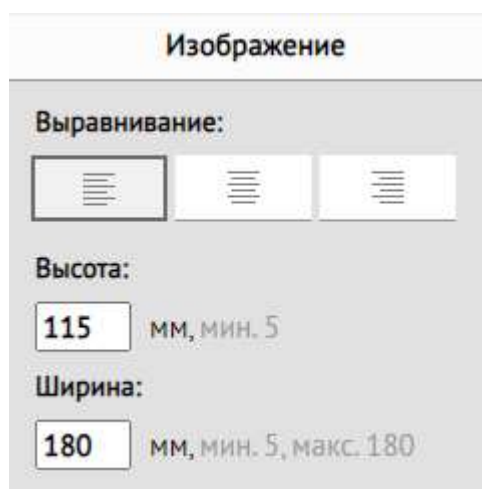 Изображение
Выравнивание:
Высота:
115 мм, мин. 5
Ширина:
180 мм, мин. 5, макс. 180